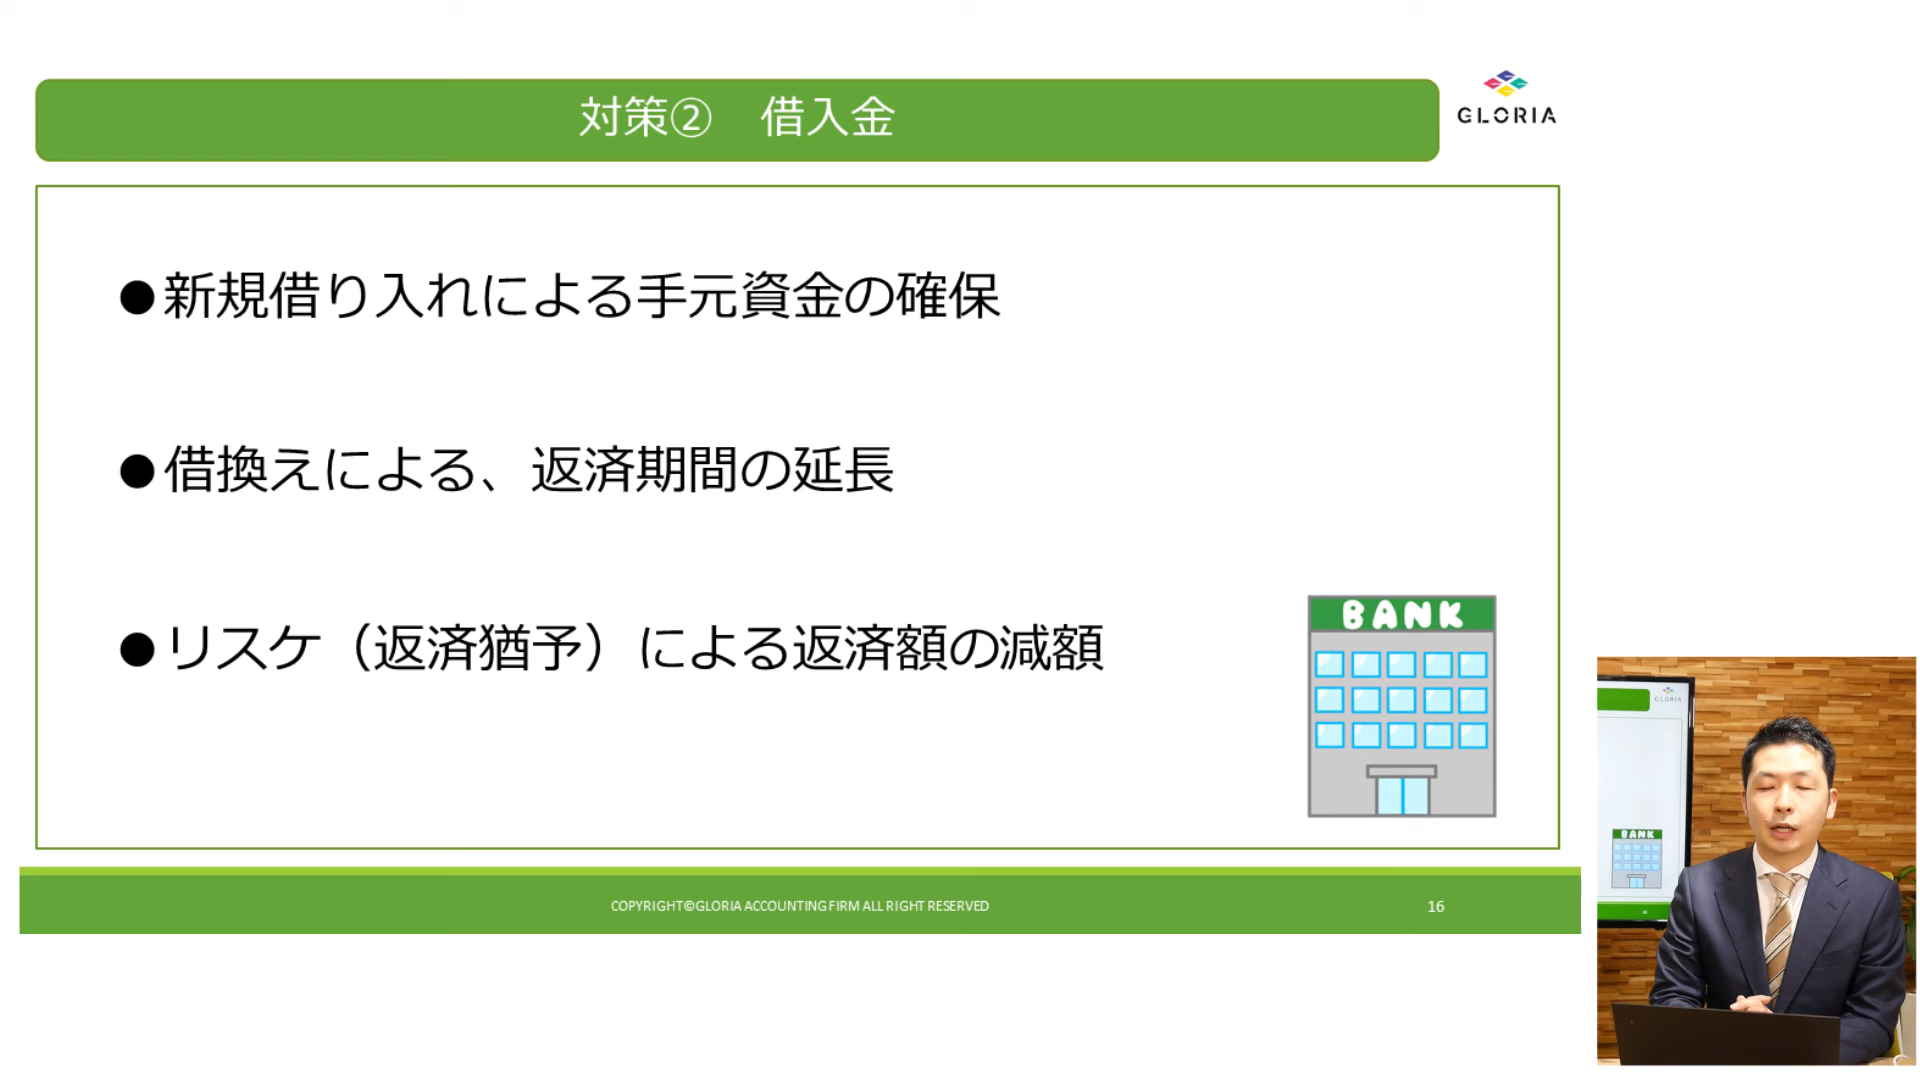 対策②　借入金
GLORIA
●新規借り入れによる手元資金の確保
●借換えによる、返済期間の延長
●リスケ（返済猶予）による返済額の減額
BANK
GLORIA
BANK
16
COPYRIGHT©GLORIA ACCOUNTING FIRM ALL RIGHT RESERVED
16